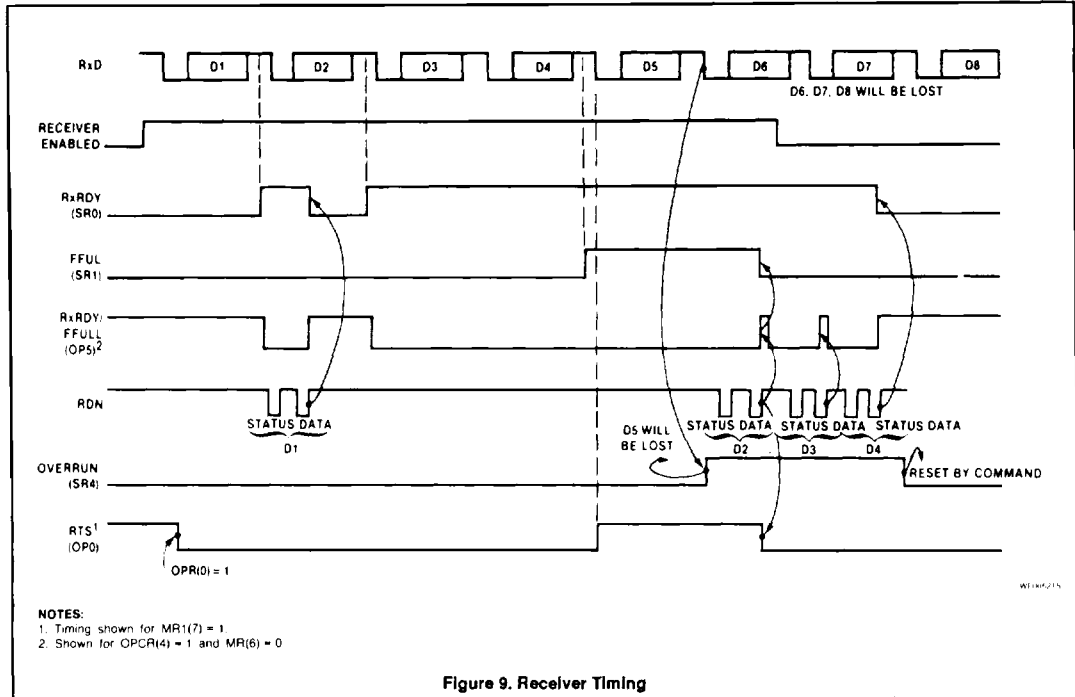 RxD D1 D2 D3 D4 D5 D6 D7 D8
D6, D7, D8 WILL BE LOST
RECEIVER
ENABLED
RxRDY
(SR0)
FFUL
(SR1)
RxRDY/
FFULL
(OP5)2
RDN
STATUS DATA
D1
STATUS DATA STATUS DATA STATUS DATA
D2 D3 D4
D5 WILL
BE LOST
OVERRUN
(SR4)
RESET BY COMMAND
RTS1
(OP0)
OPR(0) = 1
NOTES:
1. Timing shown for MR1(7) = 1.
2. Shown for OPCR(4) = 1 and MR(6) = 0
Figure 9. Receiver Timing